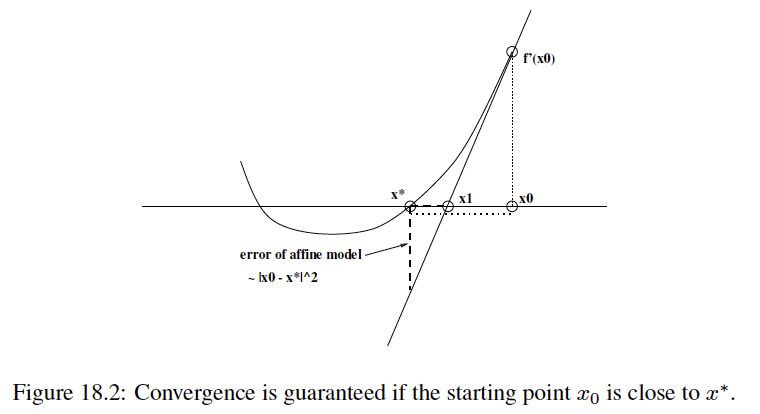 f'(x0)
x*
x1
x0
error of affine model
~ |x0 - x*|^2
Figure 18.2: Convergence is guaranteed if the starting point x₀ is close to x*.